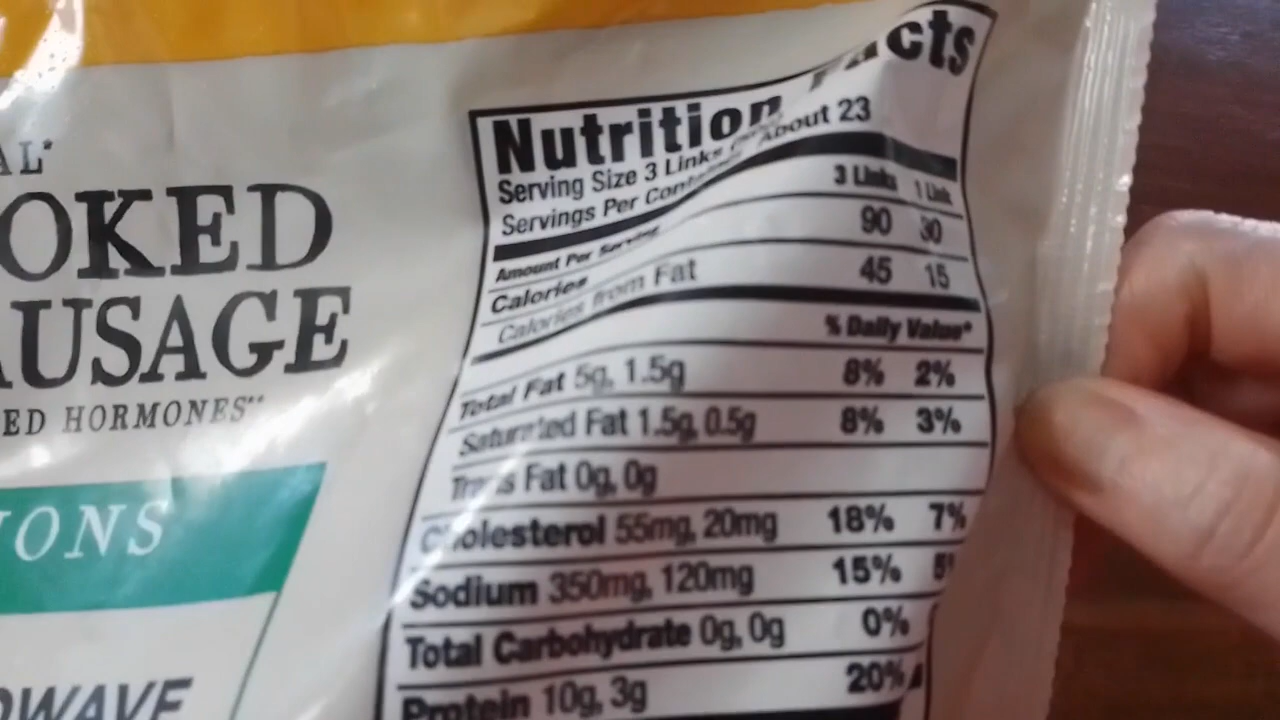 AL*
OKED
AUSAGE
ED HORMONES**
IONS
OWAVE
Nutrition Facts
Serving Size 3 Links
Servings Per Container About 23
3 Links 1 Link
Amount Per Serving
Calories 90 30
Calories from Fat 45 15
% Daily Value*
Total Fat 5g, 1.5g 8% 2%
Saturated Fat 1.5g, 0.5g 8% 3%
Trans Fat 0g, 0g
Cholesterol 55mg, 20mg 18% 7%
Sodium 350mg, 120mg 15% 5%
Total Carbohydrate 0g, 0g 0%
Protein 10g, 3g 20%